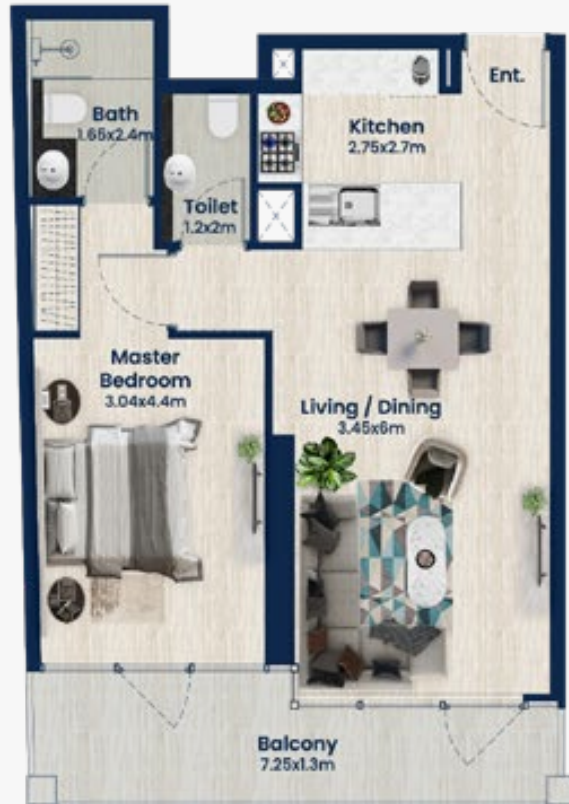 Ent.
Bath
1.65x2.4m
Kitchen
2.75x2.7m
Toilet
1.2x2m
Master
Bedroom
3.04x4.4m
Living / Dining
3.45x6m
Balcony
7.25x1.3m